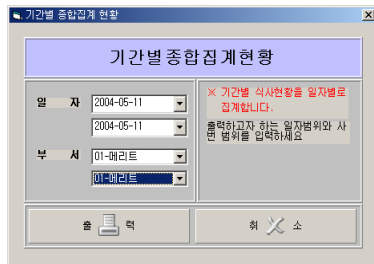 기간별 종합집계 현황
기간별종합집계현황
일 자 2004-05-11
2004-05-11
부 서 01-메리트
01-메리트
※ 기간별 식사현황을 일자별로
집계합니다.
출력하고자 하는 일자범위와 사
번 범위를 입력하세요
출 력
취 소